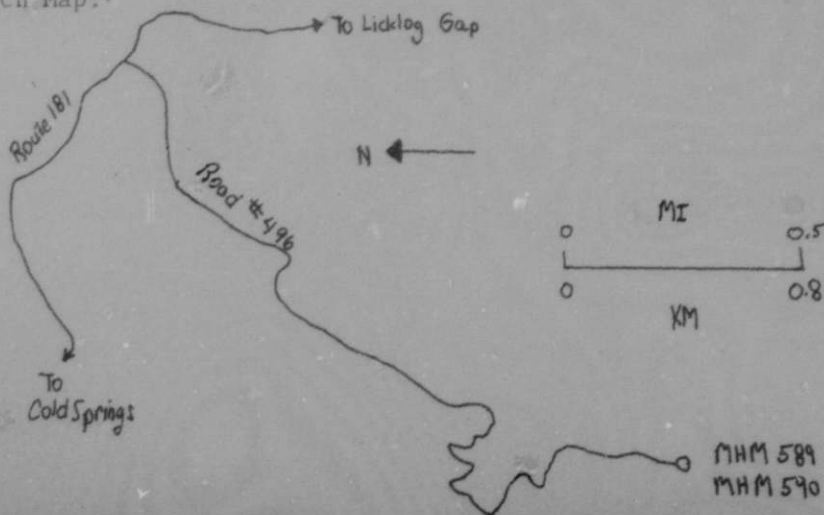 Map.
To Licklog Gap
Route 181
N
Road #496
MI
0 0.5
0 0.8
KM
To
Cold Springs
MHM 589
MHM 590